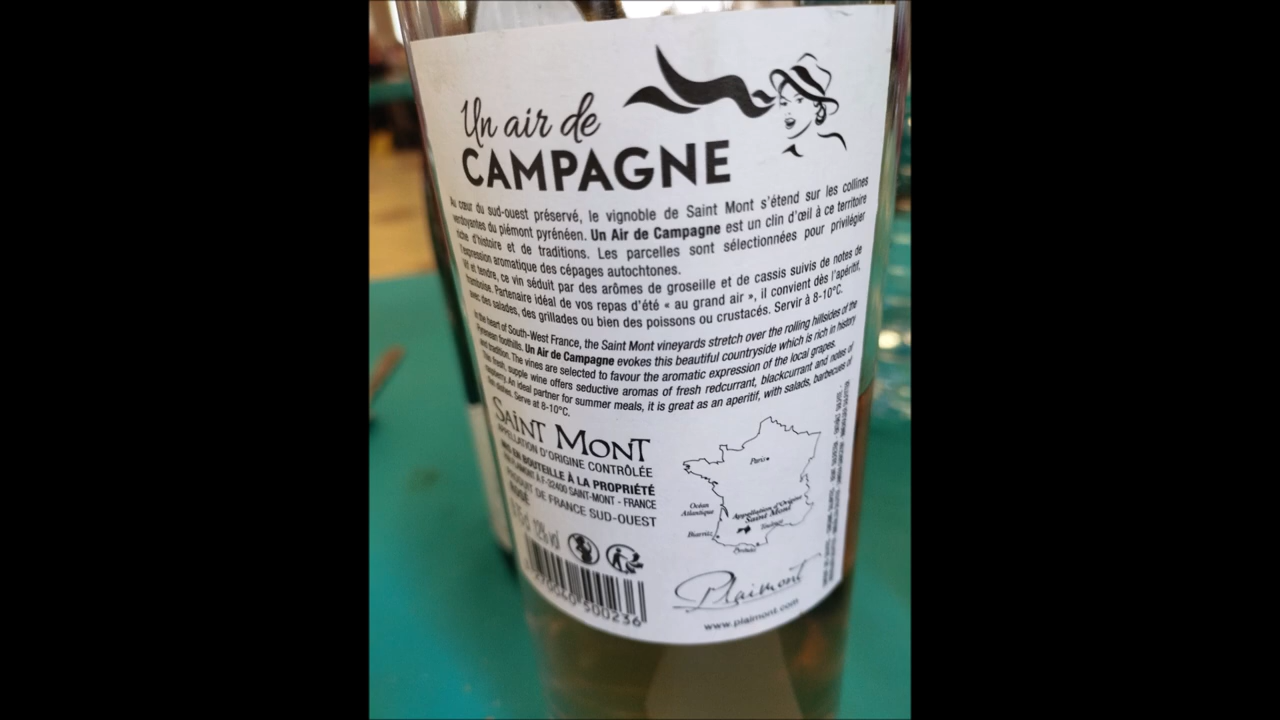 Un air de
CAMPAGNE
Au cœur du sud-ouest préservé, le vignoble de Saint Mont s'étend sur les collines
verdoyantes du piémont pyrénéen. Un Air de Campagne est un clin d'œil à ce territoire
riche d'histoire et de traditions. Les parcelles sont sélectionnées pour privilégier
l'expression aromatique des cépages autochtones.
Vif et tendre, ce vin séduit par des arômes de groseille et de cassis suivis de notes de
framboise. Partenaire idéal de vos repas d'été « au grand air », il convient dès l'apéritif,
avec des salades, des grillades ou bien des poissons ou crustacés. Servir à 8-10°C.
In the heart of South-West France, the Saint Mont vineyards stretch over the rolling hillsides of the
Pyrenean foothills. Un Air de Campagne evokes this beautiful countryside which is rich in history
and tradition. The vines are selected to favour the aromatic expression of the local grapes.
This fresh, supple wine offers seductive aromas of fresh redcurrant, blackcurrant and notes of
raspberry. An ideal partner for summer meals, it is great as an aperitif, with salads, barbecues or
fish dishes. Serve at 8-10°C.
SAINT MONT
APPELLATION D'ORIGINE CONTRÔLÉE
MIS EN BOUTEILLE À LA PROPRIÉTÉ
PAR PLAIMONT À F-32400 SAINT-MONT - FRANCE
PRODUIT DE FRANCE SUD-OUEST
ROSÉ
75cl
Paris
Océan
Atlantique
Appellation d'Origine
Saint Mont
Toulouse
Biarritz
Pyrénées
500236
Plaimont
www.plaimont.com